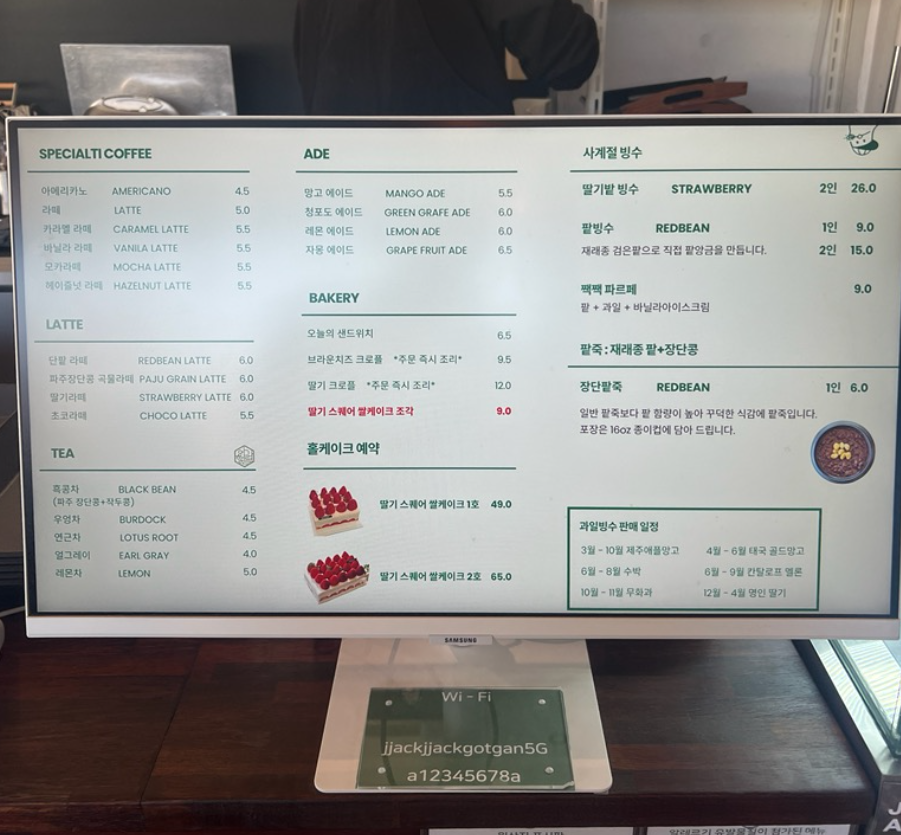 SPECIALTI COFFEE
아메리카노 AMERICANO 4.5
라떼 LATTE 5.0
카라멜 라떼 CARAMEL LATTE 5.5
바닐라 라떼 VANILA LATTE 5.5
모카라떼 MOCHA LATTE 5.5
헤이즐넛 라떼 HAZELNUT LATTE 5.5
LATTE
단팥 라떼 REDBEAN LATTE 6.0
파주장단콩 곡물라떼 PAJU GRAIN LATTE 6.0
딸기라떼 STRAWBERRY LATTE 6.0
초코라떼 CHOCO LATTE 5.5
TEA
흑콩차 BLACK BEAN 4.5
(파주 장단콩+작두콩)
우엉차 BURDOCK 4.5
연근차 LOTUS ROOT 4.5
얼그레이 EARL GRAY 4.0
레몬차 LEMON 5.0
ADE
망고 에이드 MANGO ADE 5.5
청포도 에이드 GREEN GRAFE ADE 6.0
레몬 에이드 LEMON ADE 6.0
자몽 에이드 GRAPE FRUIT ADE 6.5
BAKERY
오늘의 샌드위치 6.5
브라운치즈 크로플 *주문 즉시 조리* 9.5
딸기 크로플 *주문 즉시 조리* 12.0
딸기 스퀘어 쌀케이크 조각 9.0
홀케이크 예약
딸기 스퀘어 쌀케이크 1호 49.0
딸기 스퀘어 쌀케이크 2호 65.0
사계절 빙수
딸기밭 빙수 STRAWBERRY 2인 26.0
팥빙수 REDBEAN 1인 9.0
재래종 검은팥으로 직접 팥앙금을 만듭니다. 2인 15.0
짹짹 파르페 9.0
팥 + 과일 + 바닐라아이스크림
팥죽 : 재래종 팥+장단콩
장단팥죽 REDBEAN 1인 6.0
일반 팥죽보다 팥 함량이 높아 꾸덕한 식감에 팥죽입니다.
포장은 16oz 종이컵에 담아 드립니다.
과일빙수 판매 일정
3월 - 10월 제주애플망고 4월 - 6월 태국 골드망고
6월 - 8월 수박 6월 - 9월 칸탈로프 멜론
10월 - 11월 무화과 12월 - 4월 명인 딸기
SAMSUNG
Wi - Fi
jjackjjackgotgan5G
a12345678a